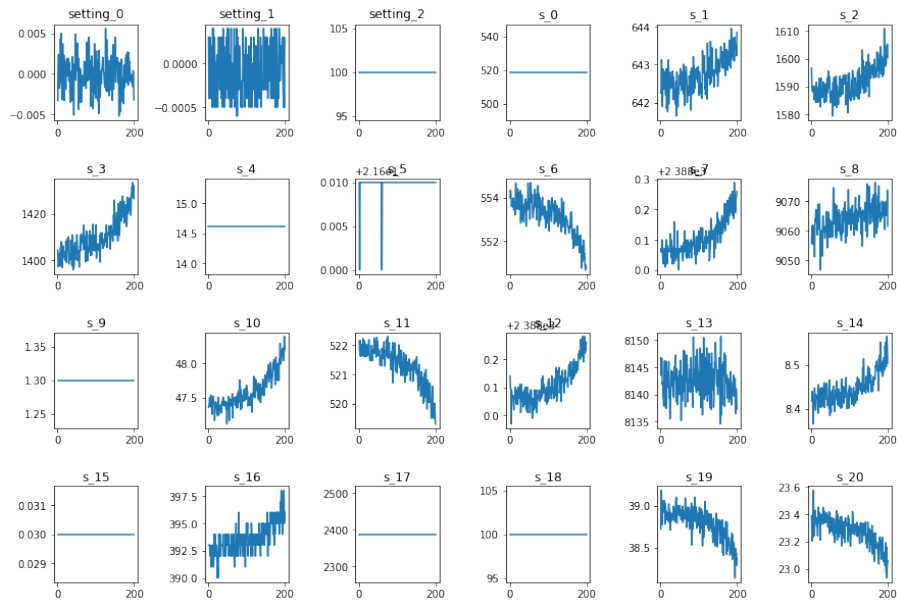 setting_0 setting_1 setting_2 s_0 s_1 s_2
0.005 0.000 −0.005 0 200
0.0000 −0.0005 0 200
105 100 95 0 200
540 520 500 0 200
644 643 642 0 200
1610 1600 1590 1580 0 200
s_3 s_4 s_5 s_6 s_7 s_8
1420 1400 0 200
15.0 14.5 14.0 0 200
0.010 0.005 0.000 0 200
554 552 0 200
+2.388e3 0.3 0.2 0.1 0.0 0 200
9070 9060 9050 0 200
s_9 s_10 s_11 s_12 s_13 s_14
1.35 1.30 1.25 0 200
48.0 47.5 0 200
522 521 520 0 200
0.2 0.1 0.0 0 200
8150 8145 8140 8135 0 200
8.5 8.4 0 200
s_15 s_16 s_17 s_18 s_19 s_20
0.031 0.030 0.029 0 200
397.5 395.0 392.5 390.0 0 200
2500 2400 2300 0 200
105 100 95 0 200
39.0 38.5 0 200
23.6 23.4 23.2 23.0 0 200